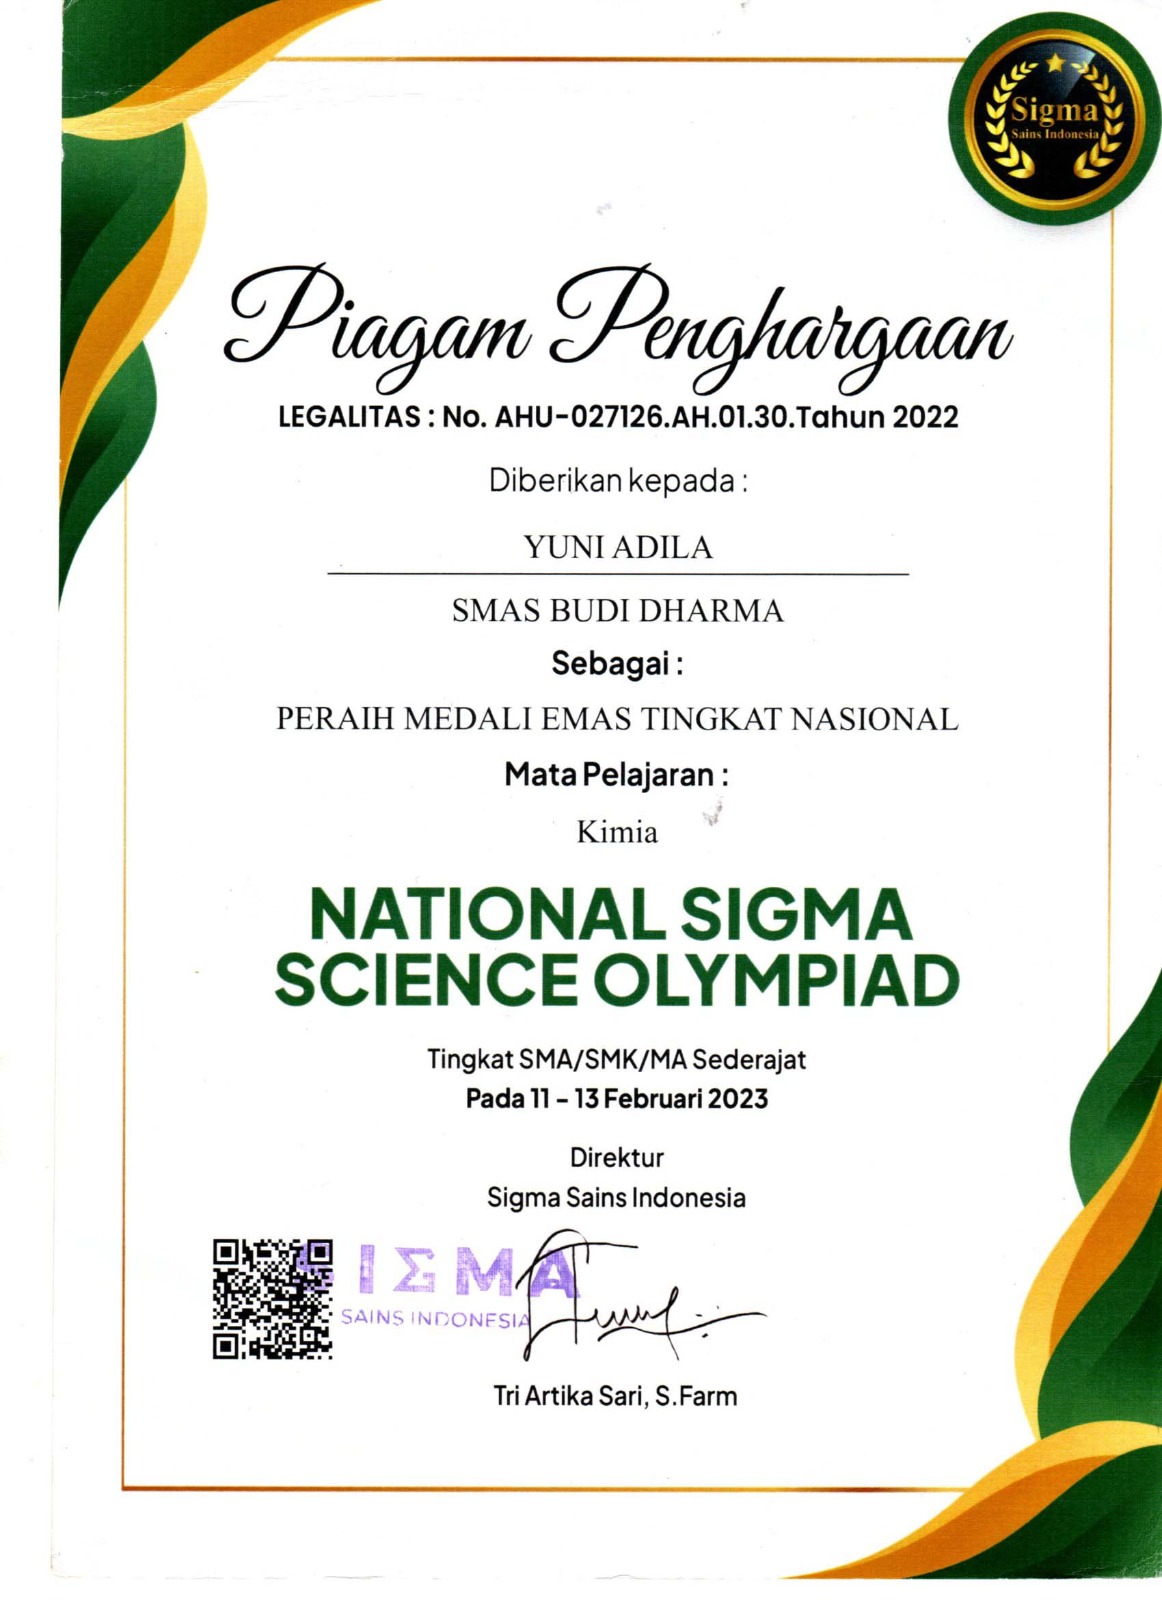 Sigma
Sains Indonesia
Piagam Penghargaan
LEGALITAS : No. AHU-027126.AH.01.30.Tahun 2022
Diberikan kepada :
YUNI ADILA
SMAS BUDI DHARMA
Sebagai :
PERAIH MEDALI EMAS TINGKAT NASIONAL
Mata Pelajaran :
Kimia
NATIONAL SIGMA
SCIENCE OLYMPIAD
Tingkat SMA/SMK/MA Sederajat
Pada 11 - 13 Februari 2023
Direktur
Sigma Sains Indonesia
SIGMA
SAINS INDONESIA
Tri Artika Sari, S.Farm